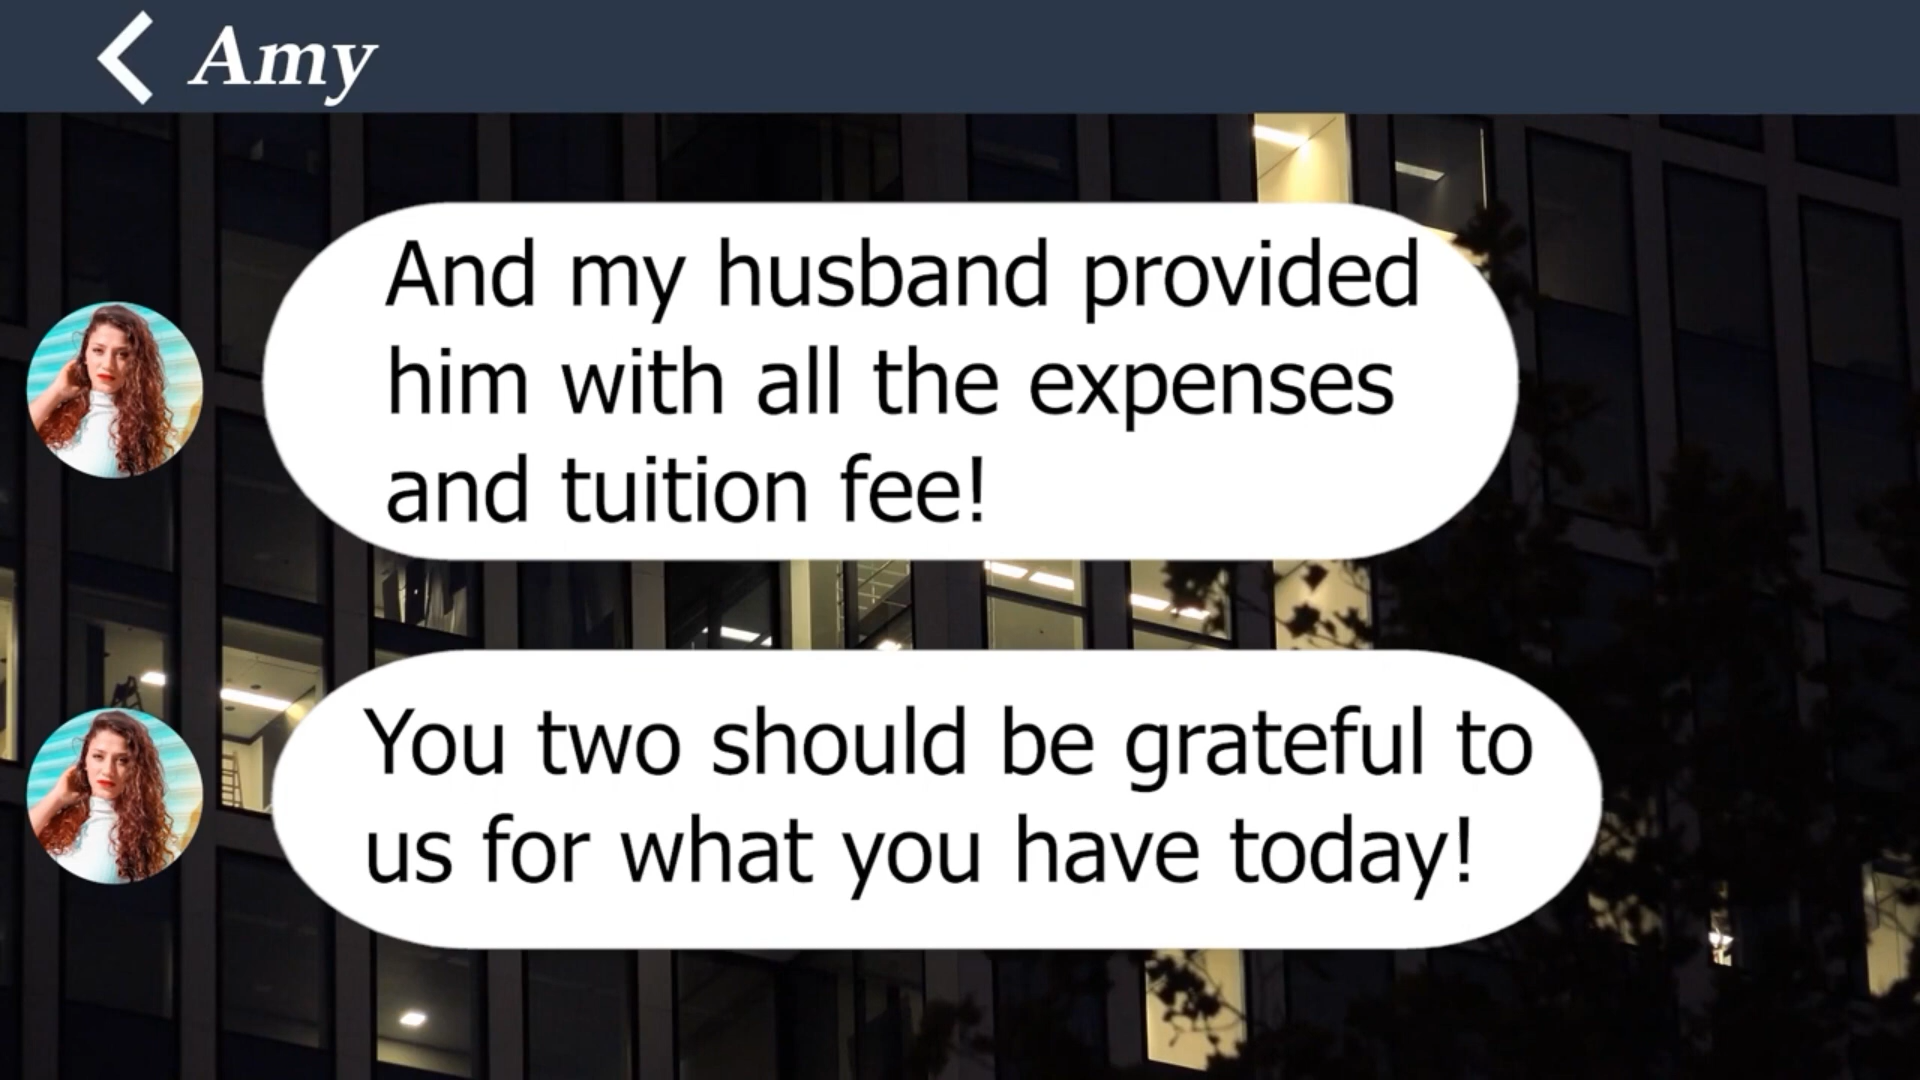 Amy
And my husband provided
him with all the expenses
and tuition fee!
You two should be grateful to
us for what you have today!